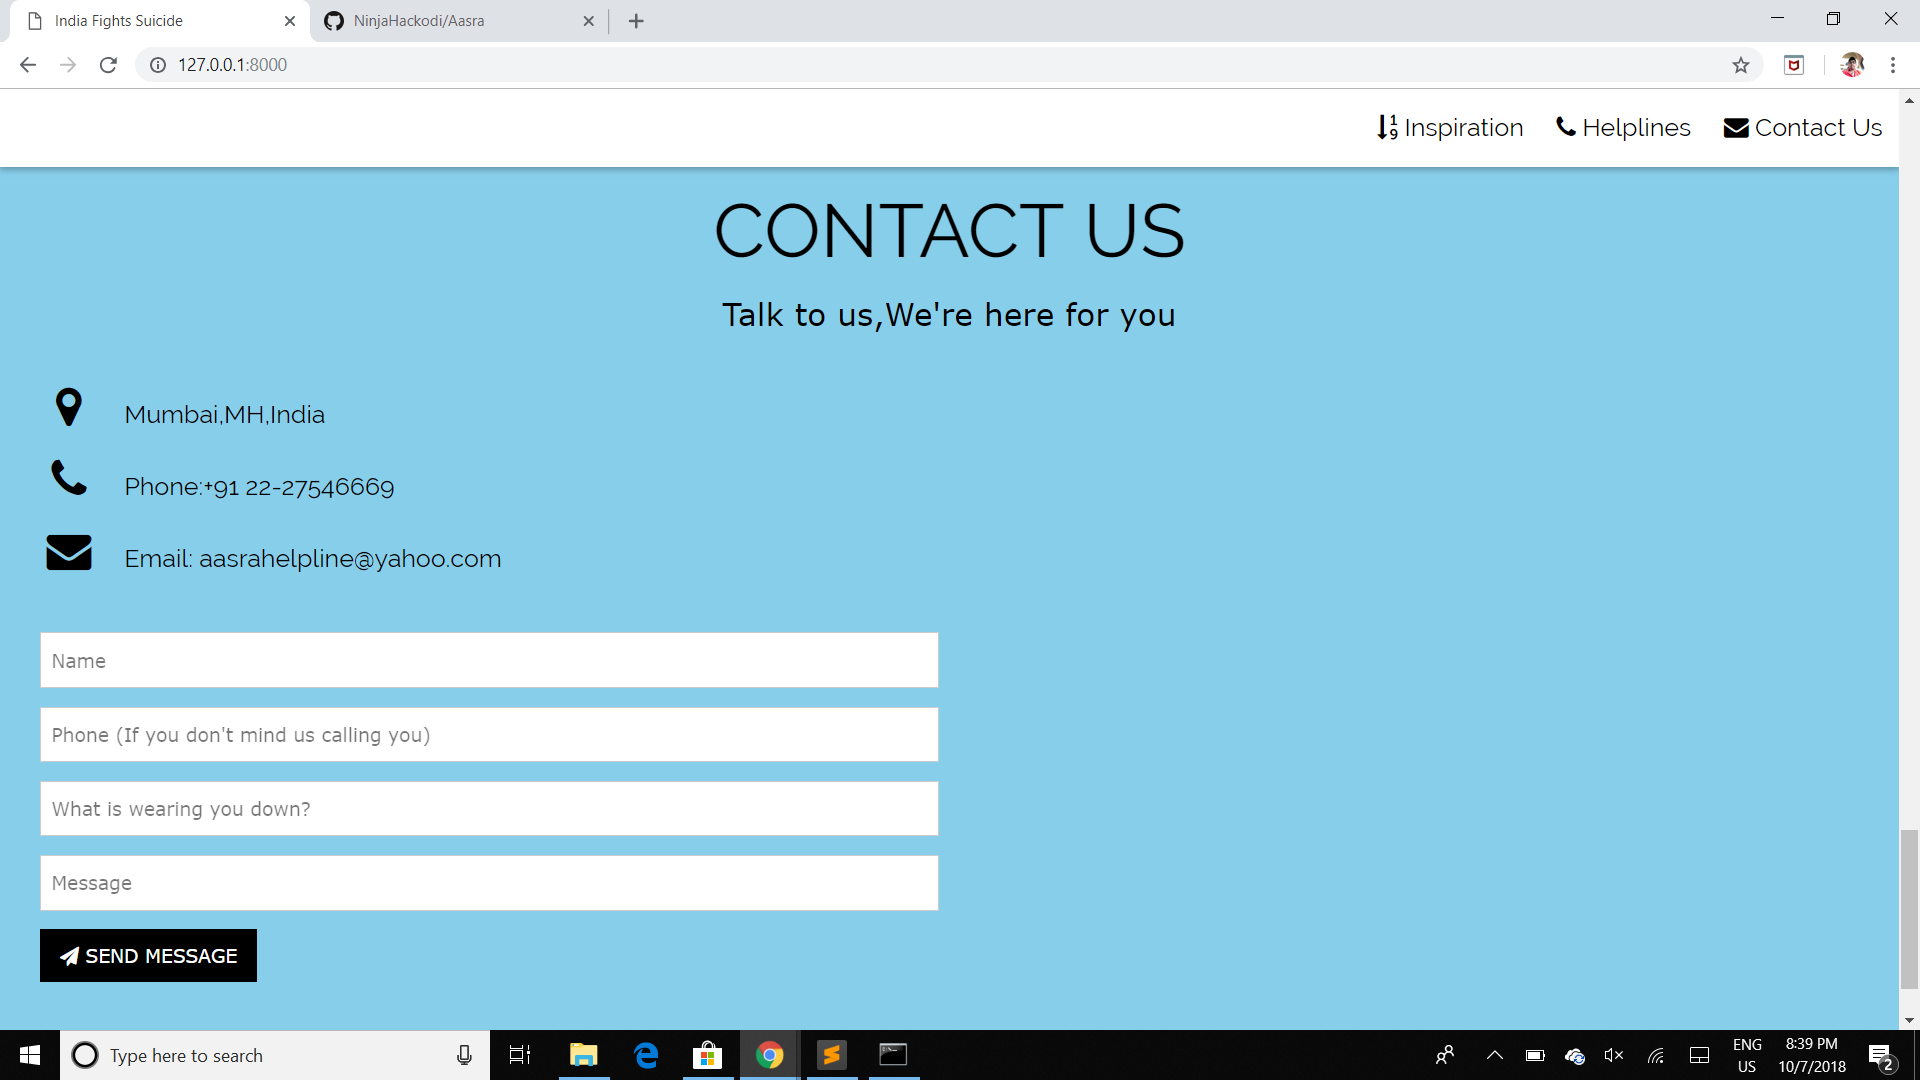 India Fights Suicide
NinjaHackodi/Aasra
127.0.0.1:8000
Inspiration Helplines Contact Us
CONTACT US
Talk to us,We're here for you
Mumbai,MH,India
Phone:+91 22-27546669
Email: aasrahelpline@yahoo.com
Name
Phone (If you don't mind us calling you)
What is wearing you down?
Message
SEND MESSAGE
Type here to search
ENG
US
8:39 PM
10/7/2018
2